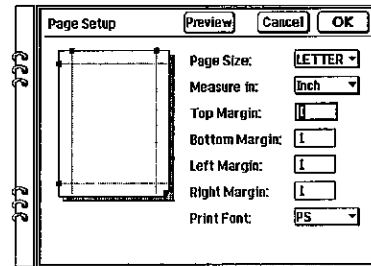 Page Setup Preview Cancel OK
Page Size: LETTER
Measure in: Inch
Top Margin: 1
Bottom Margin: 1
Left Margin: 1
Right Margin: 1
Print Font: PS